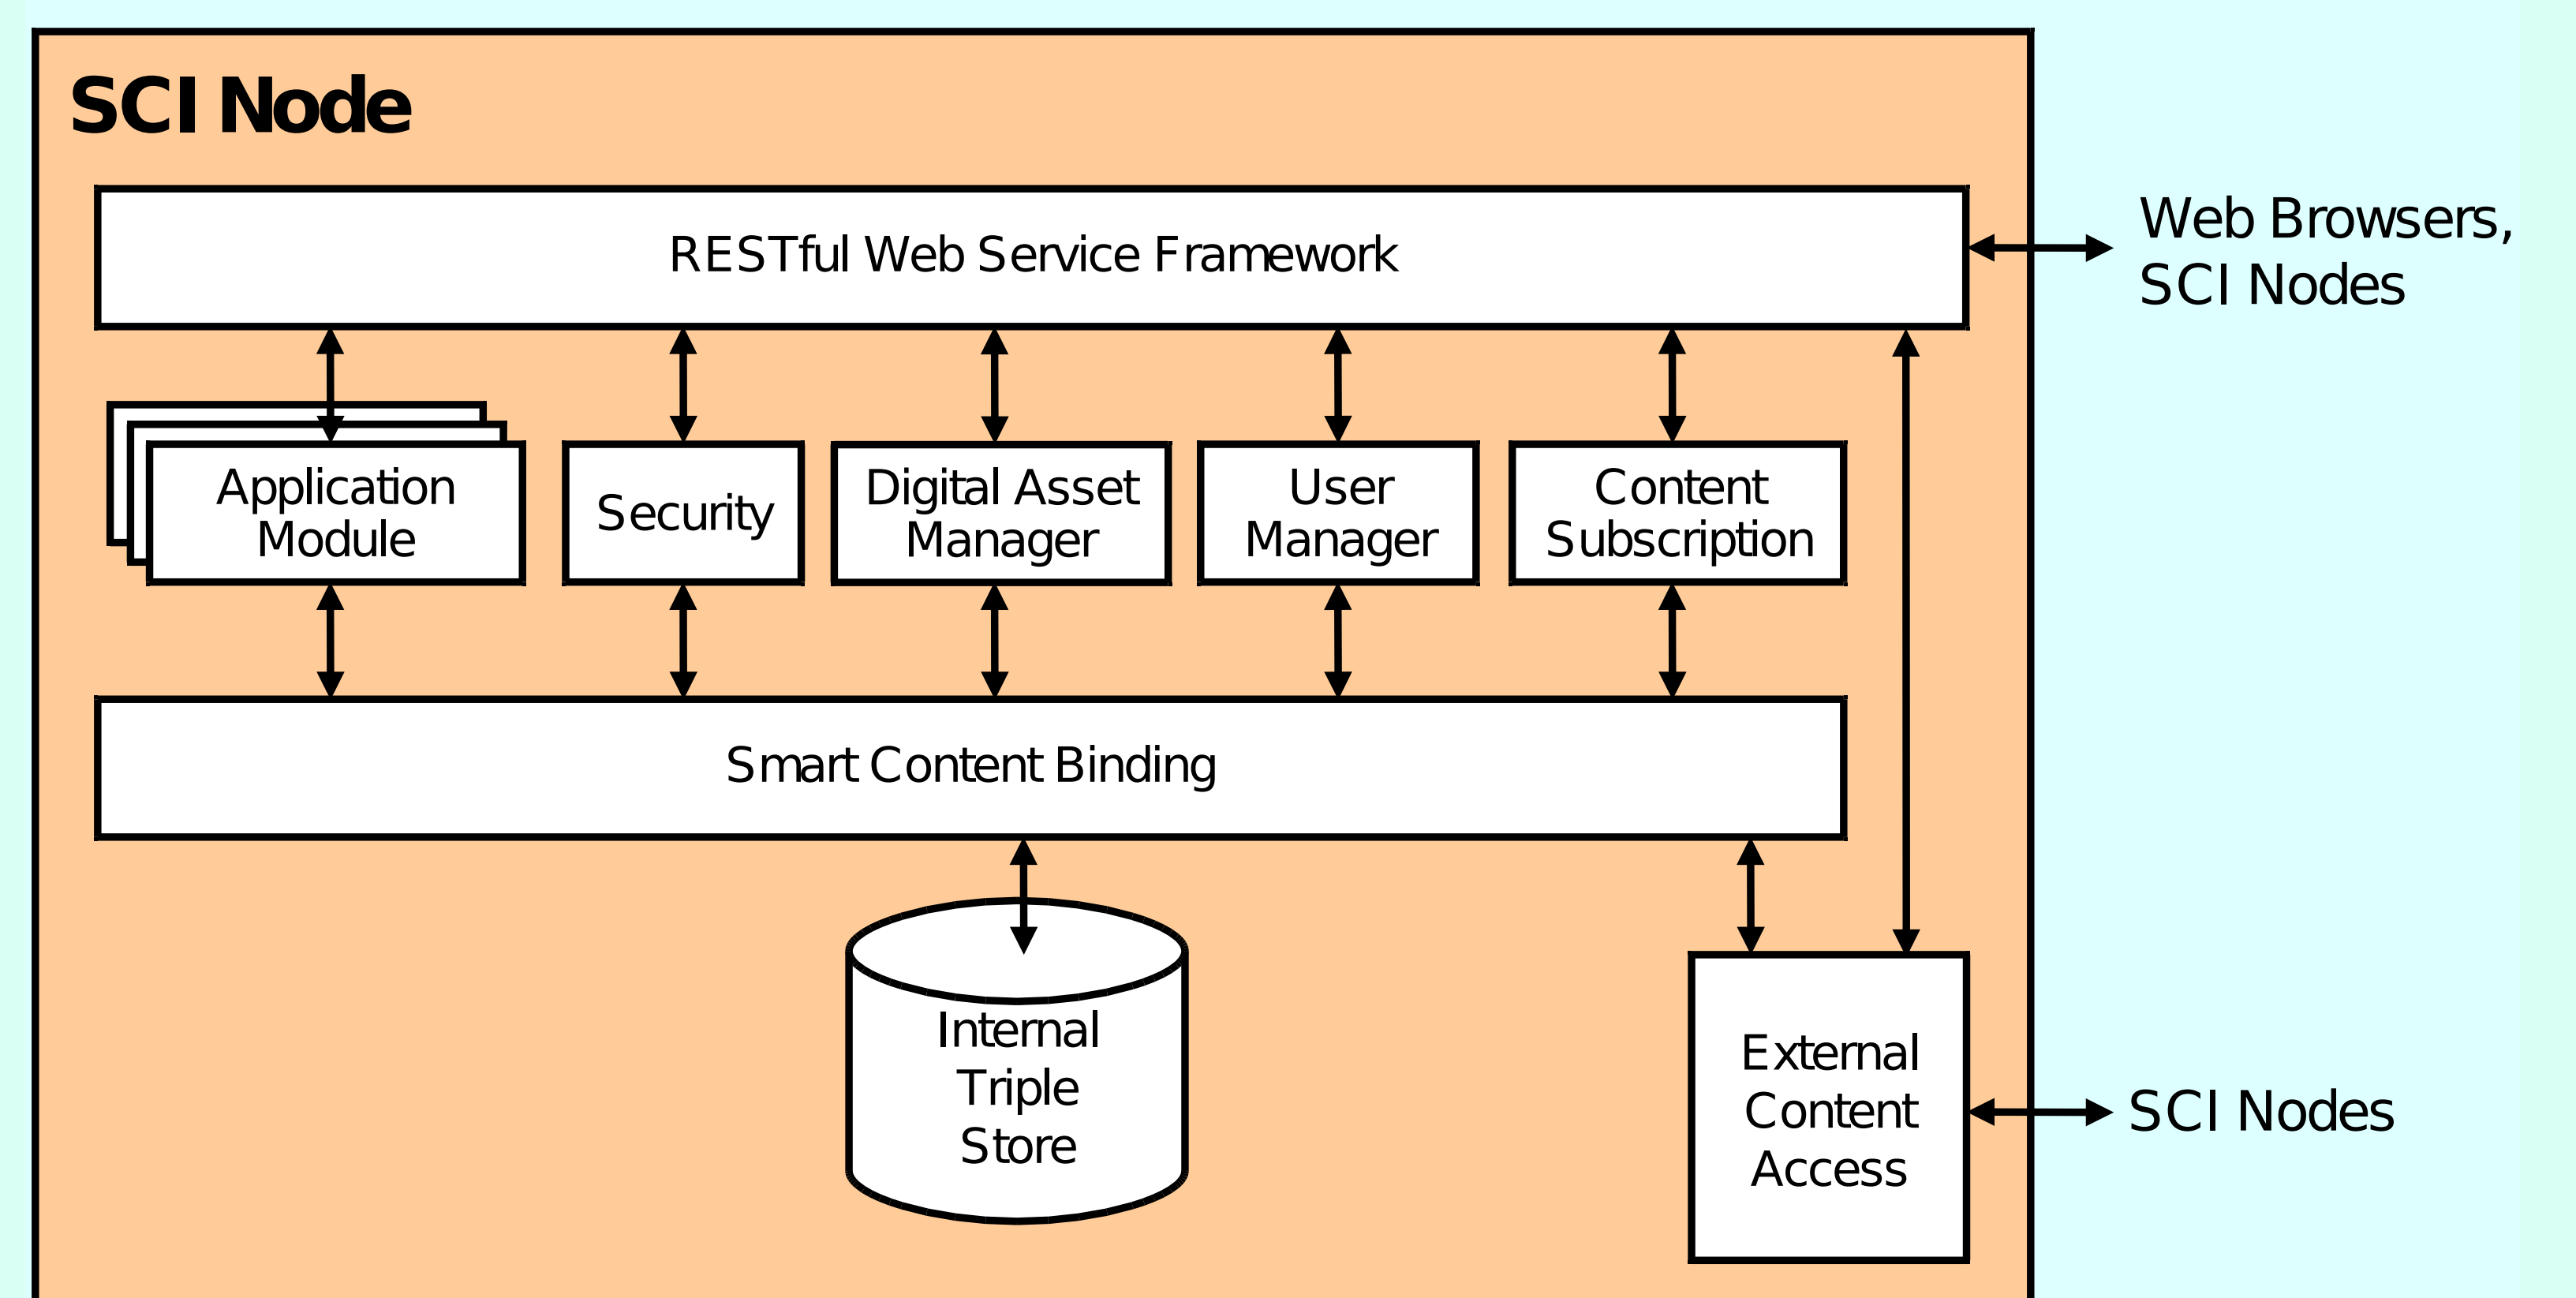 SCI Node
RESTful Web Service Framework
Web Browsers,
SCI Nodes
Application
Module
Security
Digital Asset
Manager
User
Manager
Content
Subscription
Smart Content Binding
Internal
Triple
Store
External
Content
Access
SCI Nodes